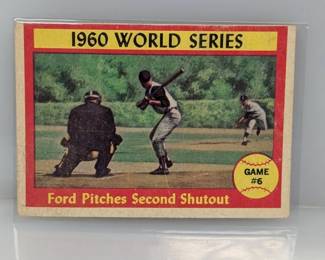 1960 WORLD SERIES
Ford Pitches Second Shutout
GAME
#6